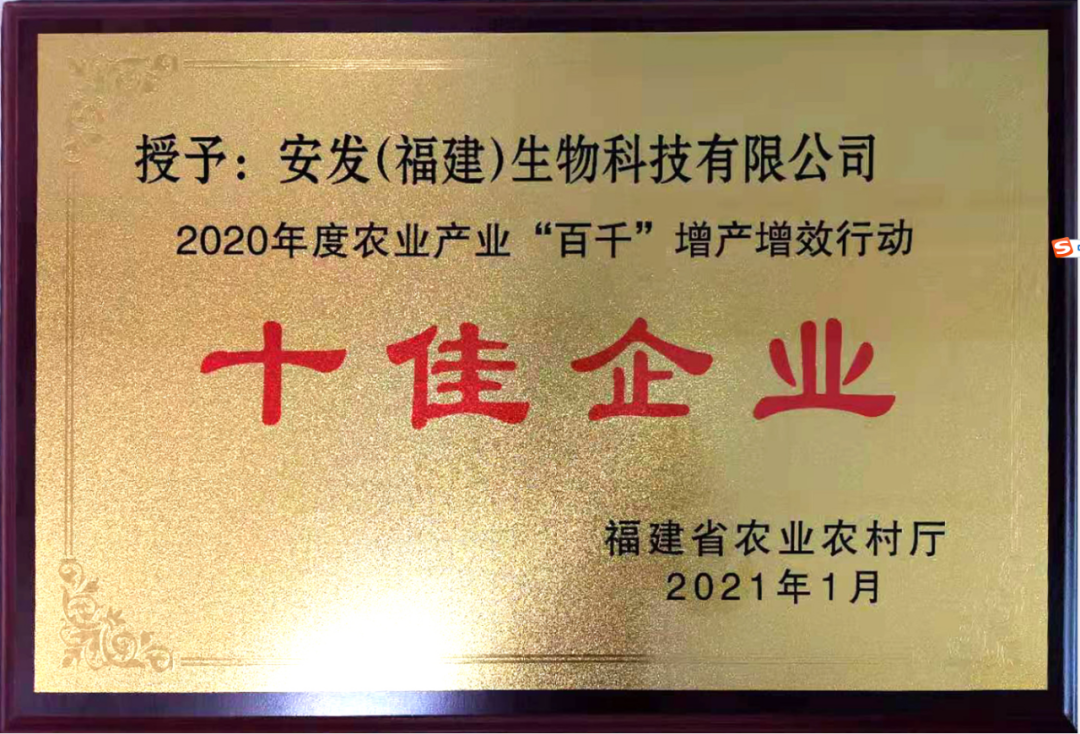 授予：安发(福建)生物科技有限公司
2020年度农业产业“百千”增产增效行动
十佳企业
福建省农业农村厅
2021年1月